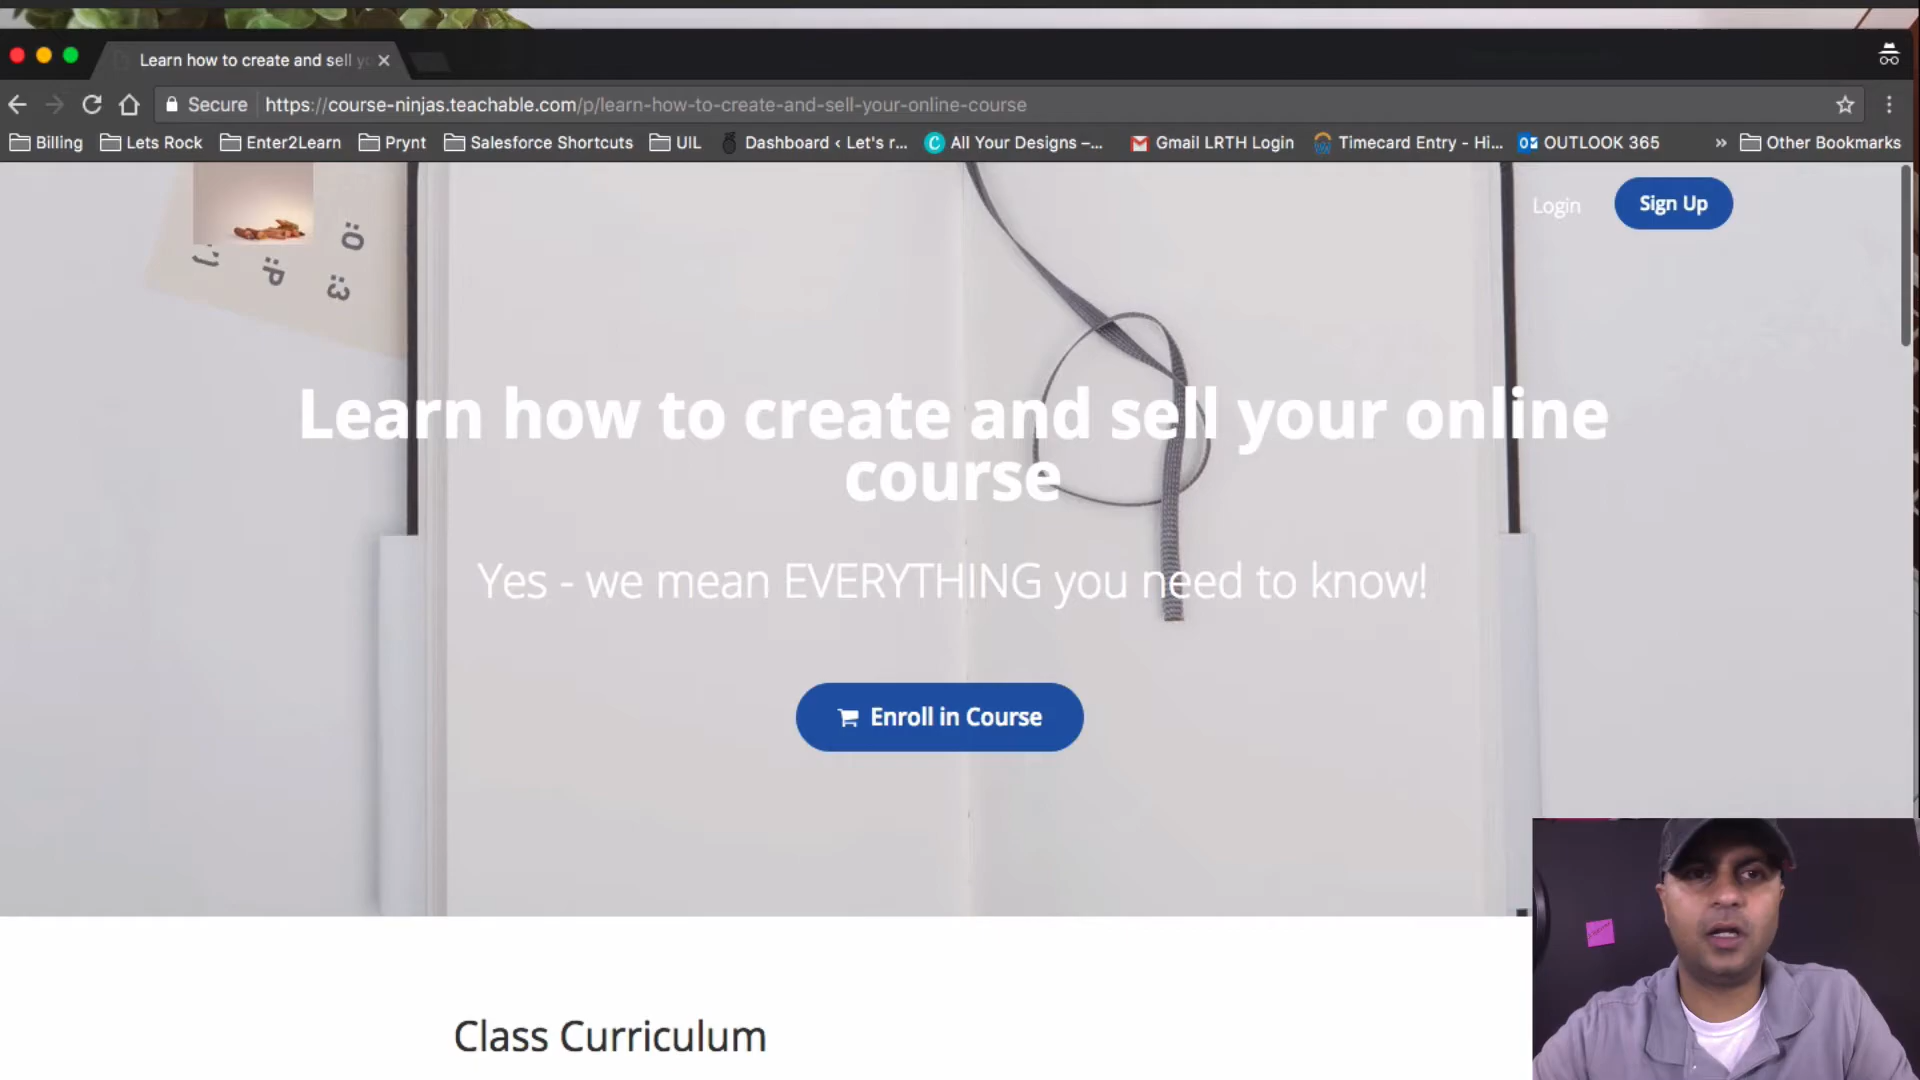 Learn how to create and sell yo
Secure https://course-ninjas.teachable.com/p/learn-how-to-create-and-sell-your-online-course
Billing Lets Rock Enter2Learn Prynt Salesforce Shortcuts UIL Dashboard ‹ Let's r... All Your Designs –... Gmail LRTH Login Timecard Entry - Hi... OUTLOOK 365 » Other Bookmarks
Login Sign Up
ö
:P
:3
Learn how to create and sell your online
course
Yes - we mean EVERYTHING you need to know!
Enroll in Course
Class Curriculum